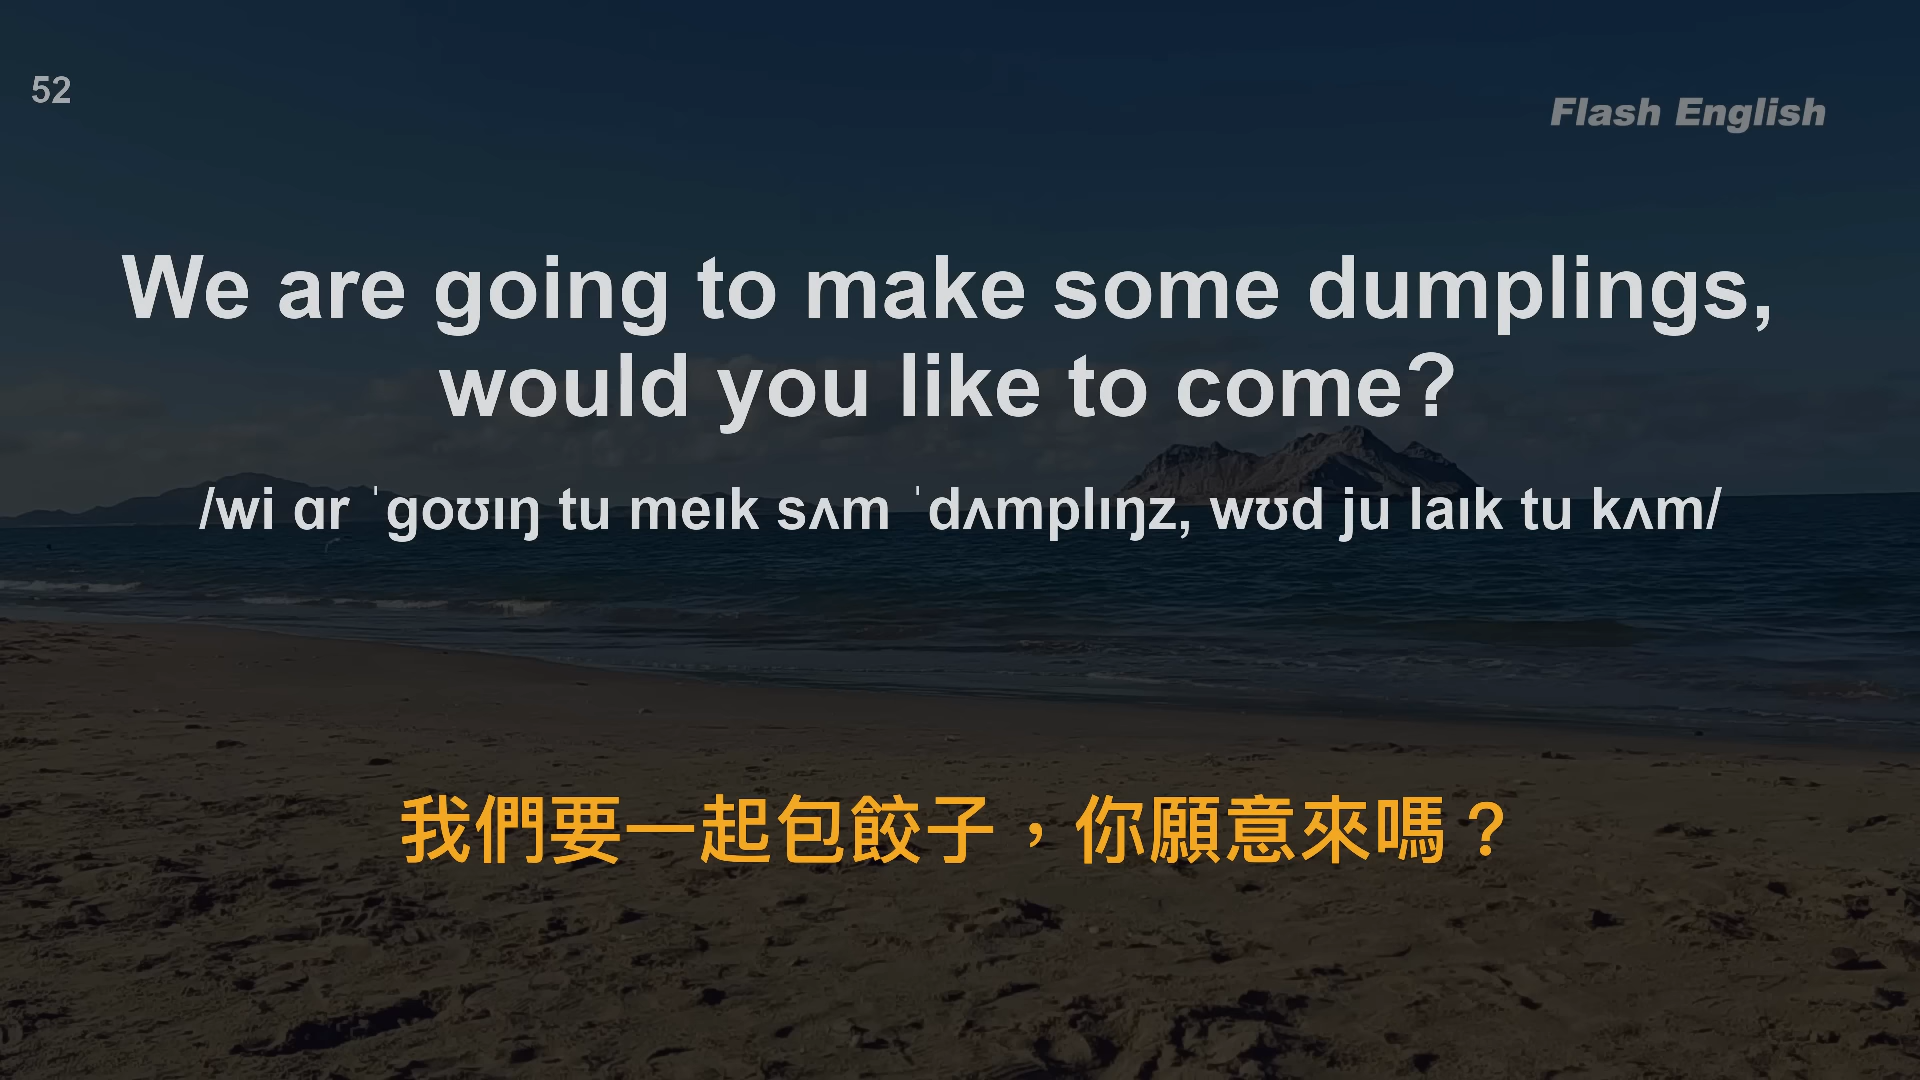 52
Flash English
We are going to make some dumplings,
would you like to come?
/wi ɑr ˈgoʊɪŋ tu meɪk sʌm ˈdʌmplɪŋz, wʊd ju laɪk tu kʌm/
我們要一起包餃子，你願意來嗎？